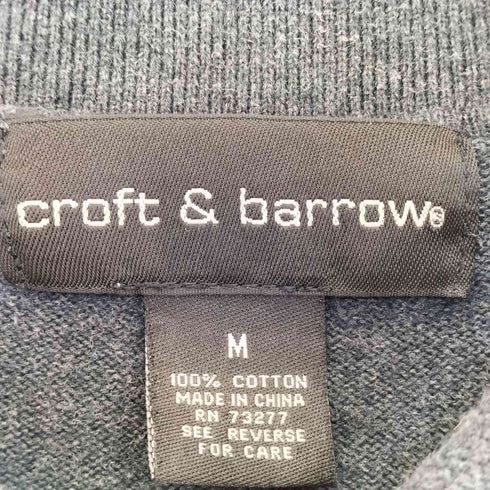 croft & barrow®
M
100% COTTON
MADE IN CHINA
RN 73277
SEE REVERSE
FOR CARE